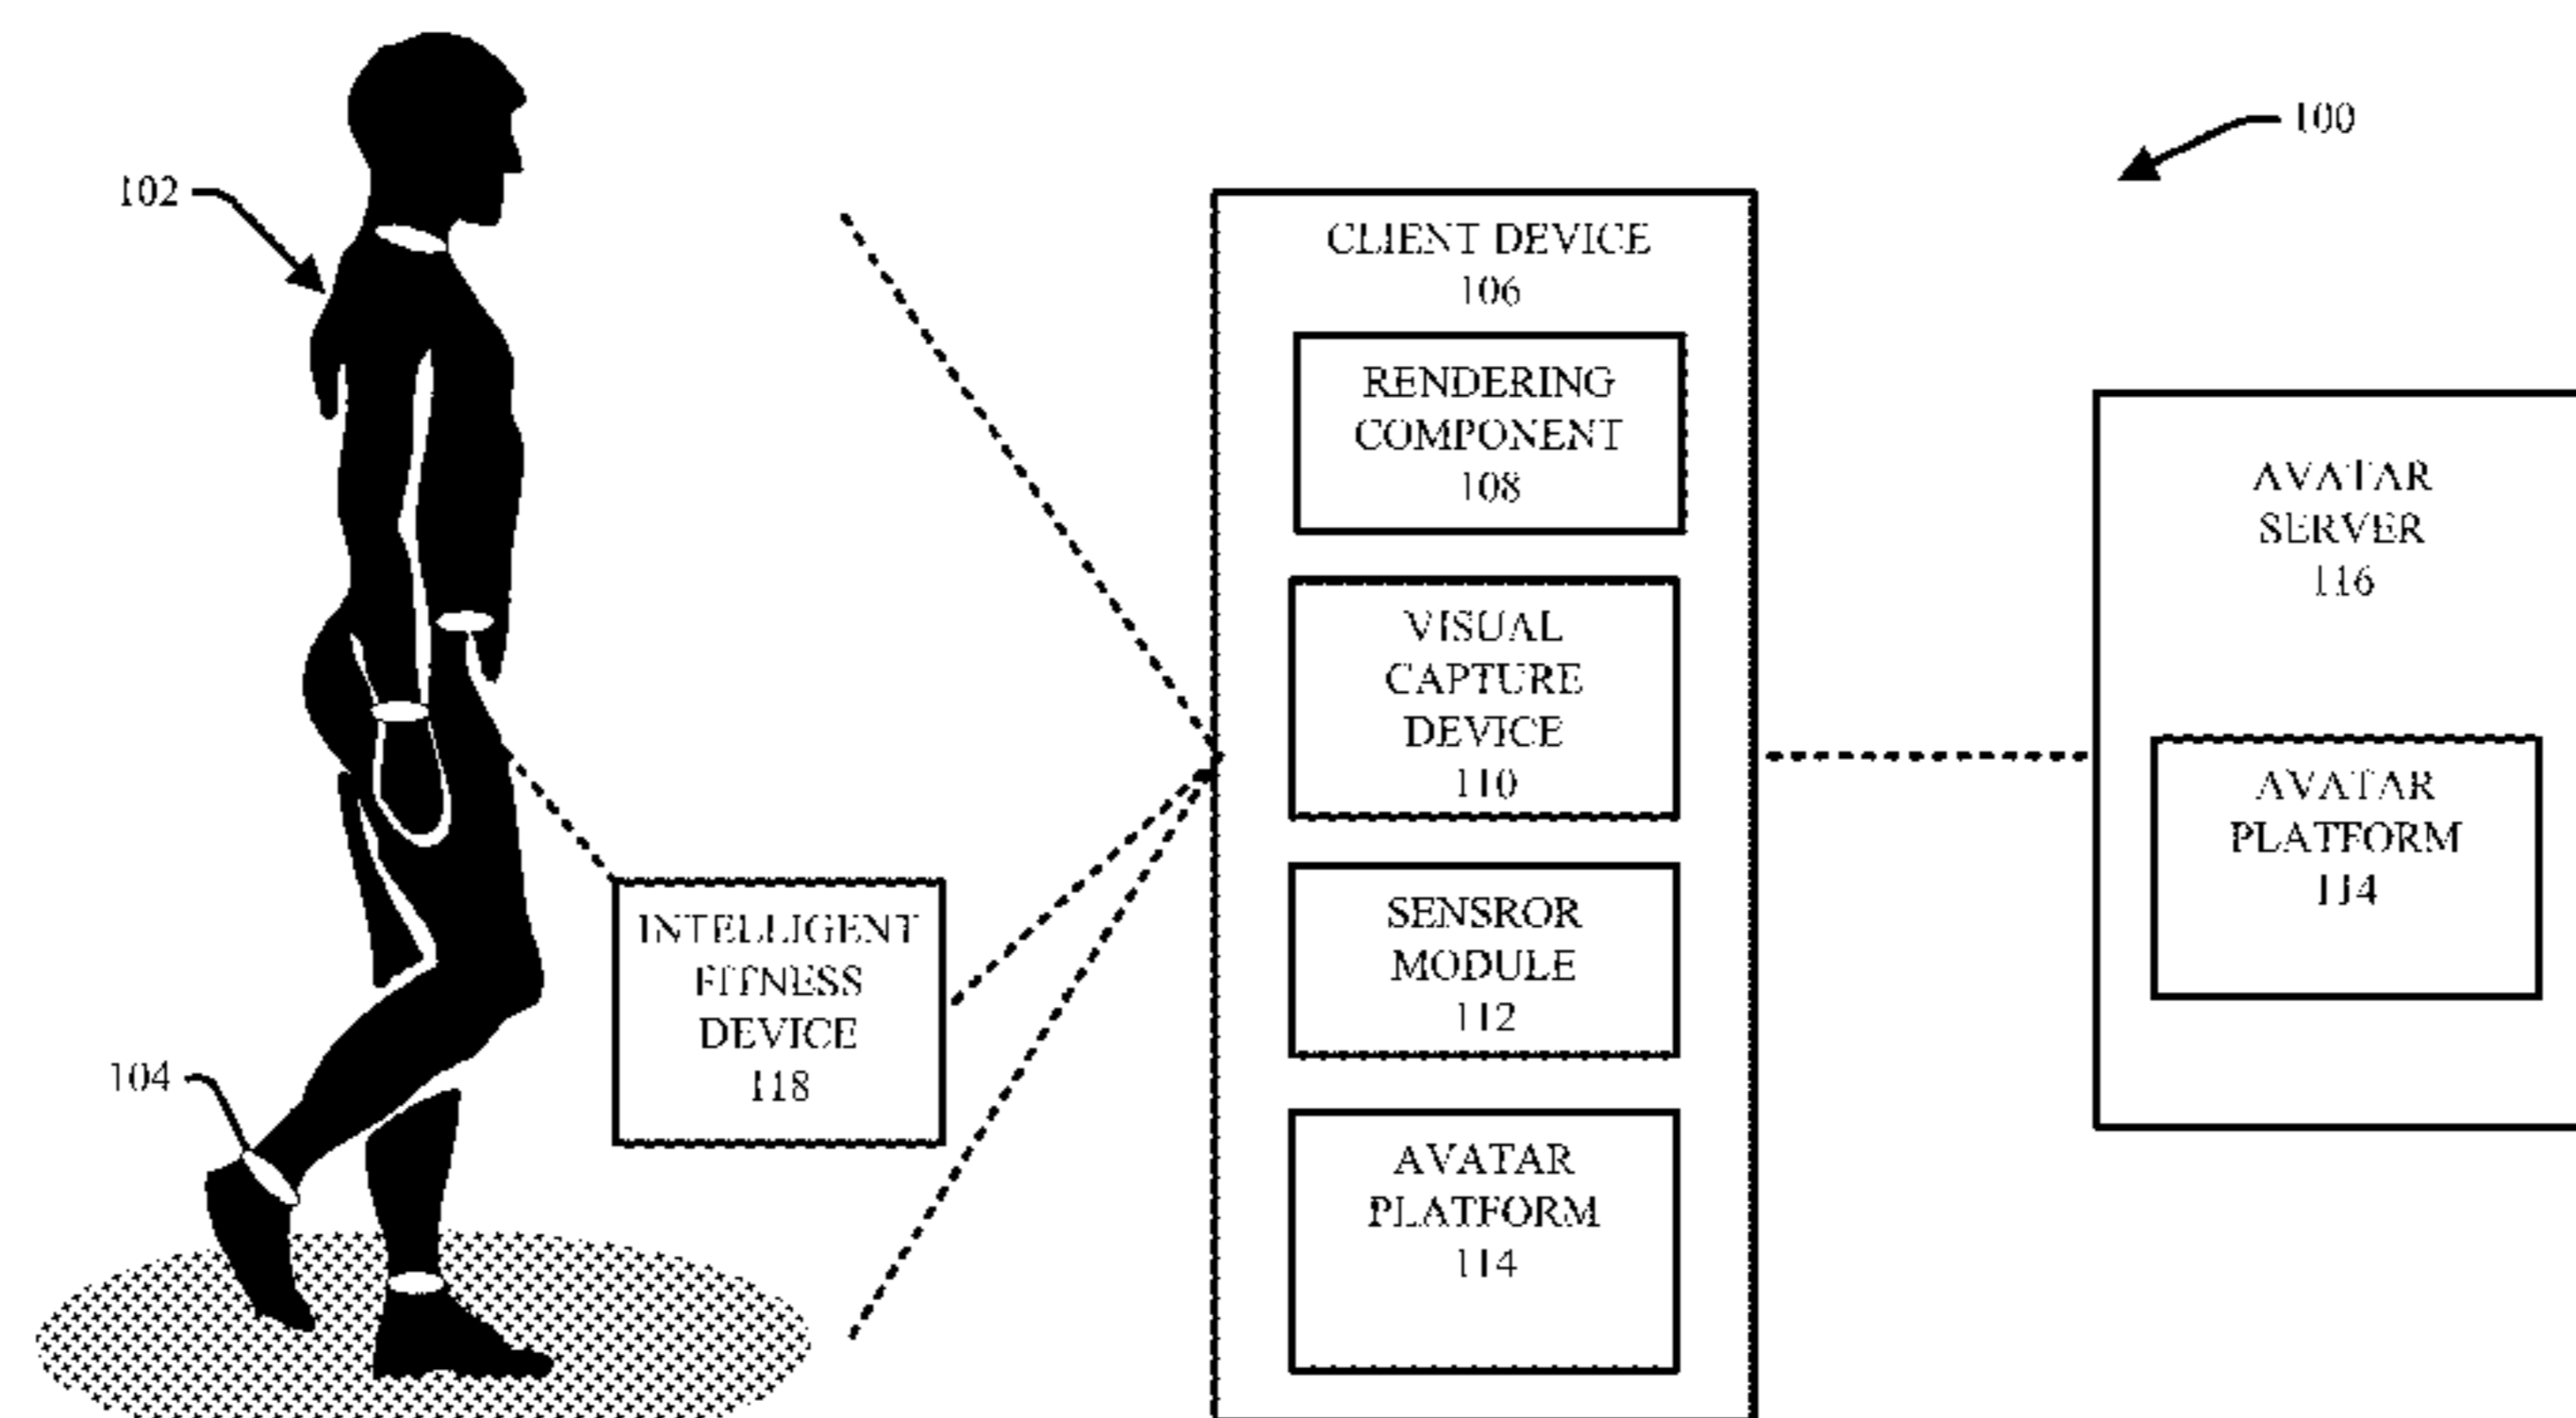 100
102
CLIENT DEVICE
106
RENDERING
COMPONENT
108
VISUAL
CAPTURE
DEVICE
110
SENSROR
MODULE
112
AVATAR
PLATFORM
114
AVATAR
SERVER
116
AVATAR
PLATFORM
114
INTELLIGENT
FITNESS
DEVICE
118
104